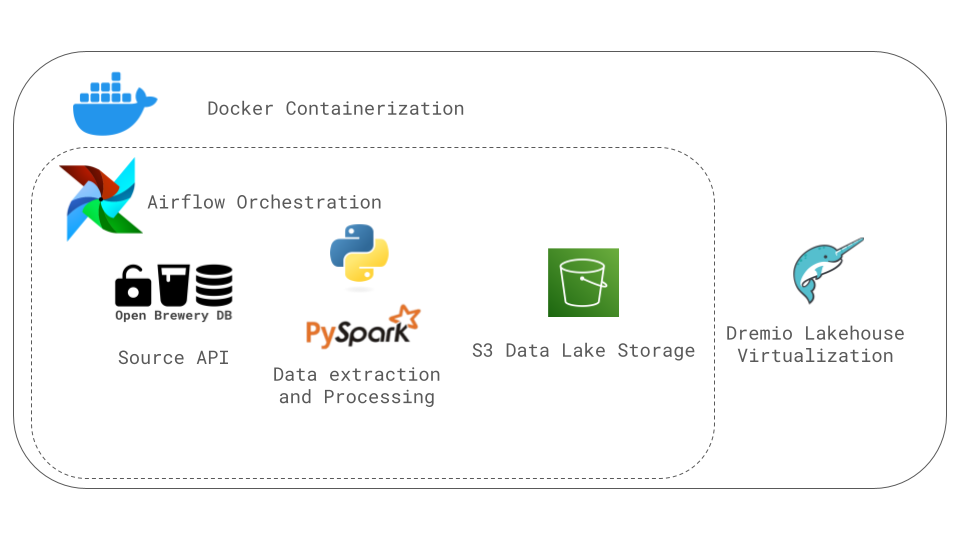 Docker Containerization
Airflow Orchestration
Open Brewery DB
Source API
PySpark
Data extraction
and Processing
S3 Data Lake Storage
Dremio Lakehouse
Virtualization